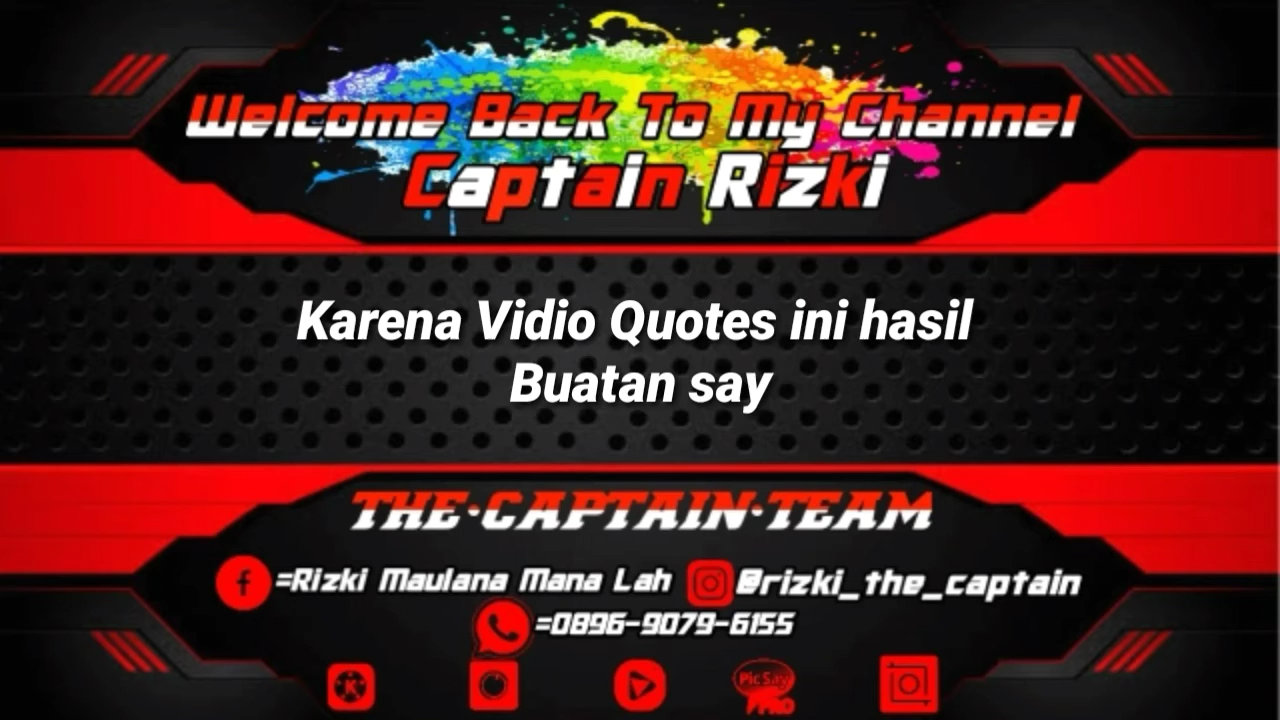 Welcome Back To My Channel
Captain Rizki
Karena Vidio Quotes ini hasil
Buatan say
THE•CAPTAIN•TEAM
=Rizki Maulana Mana Lah @rizki_the_captain
=0896-9079-6155
PicSay
PRO